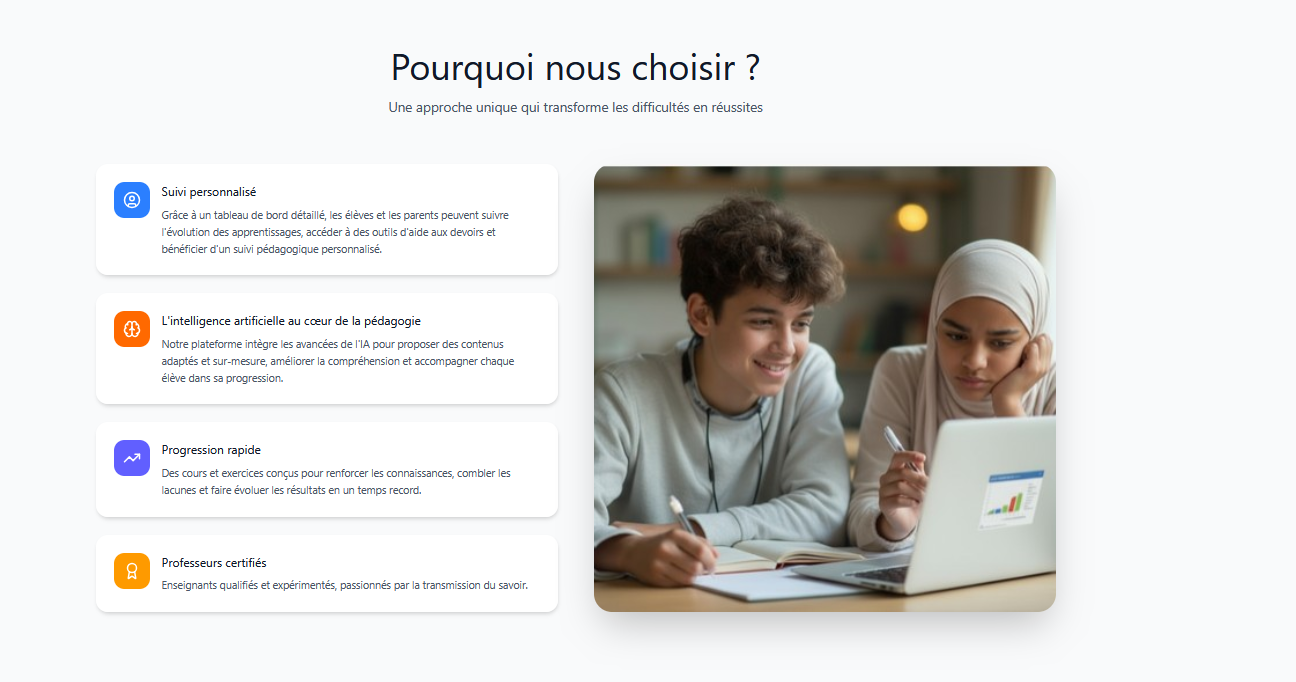 Pourquoi nous choisir ?
Une approche unique qui transforme les difficultés en réussites
Suivi personnalisé
Grâce à un tableau de bord détaillé, les élèves et les parents peuvent suivre
l'évolution des apprentissages, accéder à des outils d'aide aux devoirs et
bénéficier d'un suivi pédagogique personnalisé.
L'intelligence artificielle au cœur de la pédagogie
Notre plateforme intègre les avancées de l'IA pour proposer des contenus
adaptés et sur-mesure, améliorer la compréhension et accompagner chaque
élève dans sa progression.
Progression rapide
Des cours et exercices conçus pour renforcer les connaissances, combler les
lacunes et faire évoluer les résultats en un temps record.
Professeurs certifiés
Enseignants qualifiés et expérimentés, passionnés par la transmission du savoir.